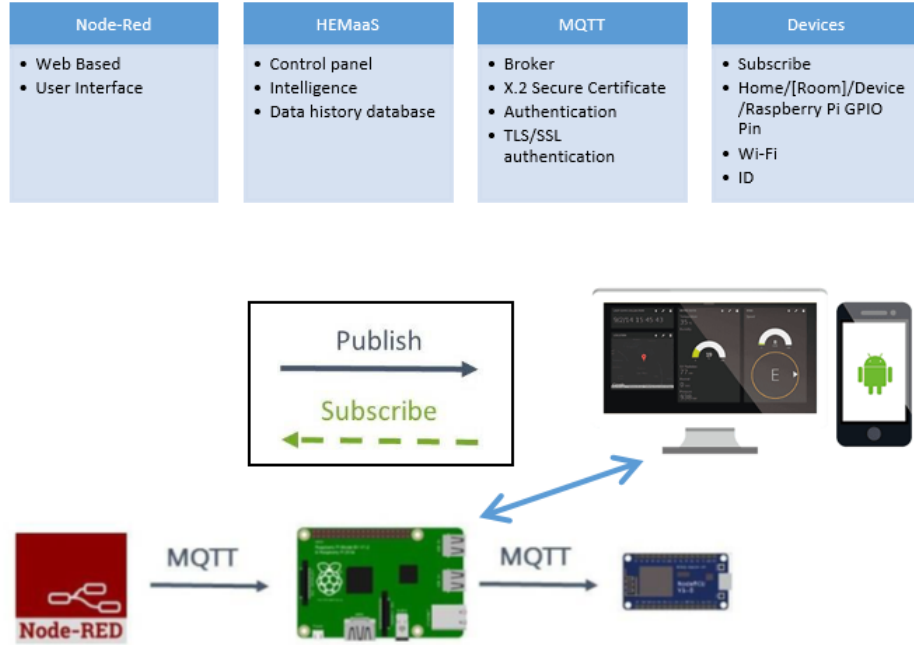 Node-Red
• Web Based
• User Interface
HEMaaS
• Control panel
• Intelligence
• Data history database
MQTT
• Broker
• X.2 Secure Certificate
• Authentication
• TLS/SSL
authentication
Devices
• Subscribe
• Home/[Room]/Device
/Raspberry Pi GPIO
Pin
• Wi-Fi
• ID
Publish
Subscribe
E
MQTT
MQTT
Node-RED